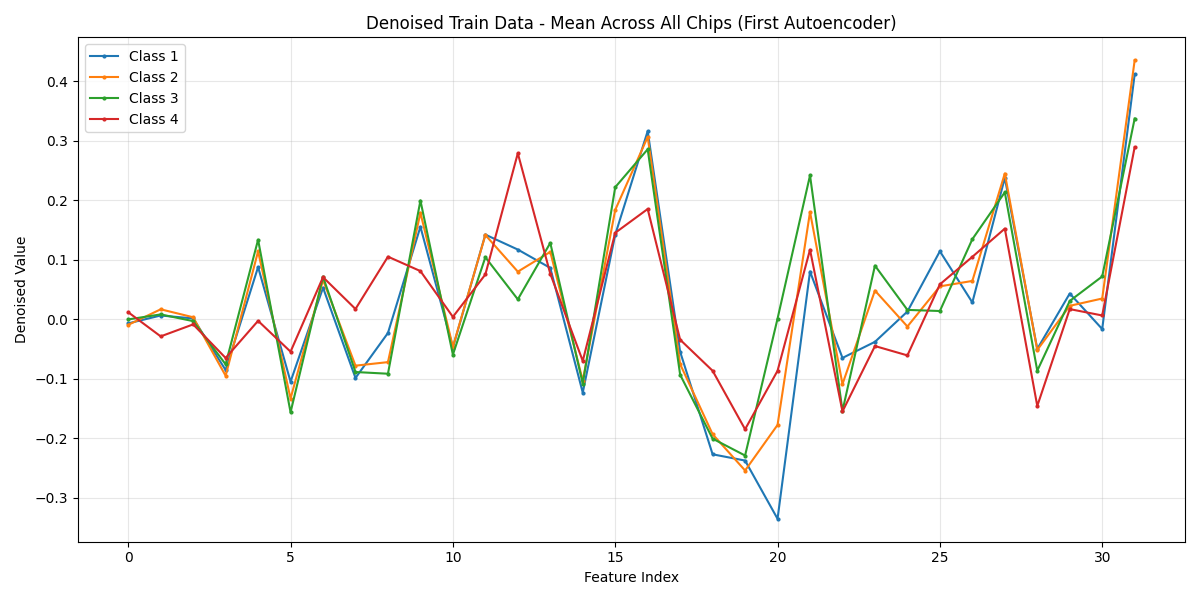 Denoised Train Data - Mean Across All Chips (First Autoencoder)
Class 1
Class 2
Class 3
Class 4
Denoised Value
0.4
0.3
0.2
0.1
0.0
−0.1
−0.2
−0.3
0 5 10 15 20 25 30
Feature Index